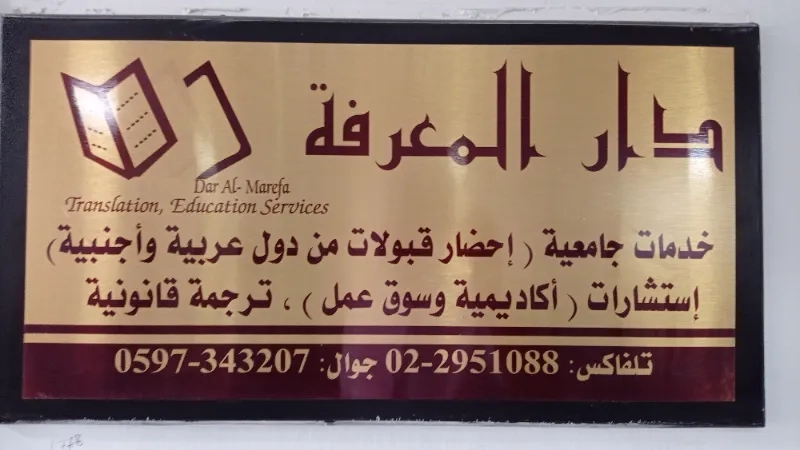 دار المعرفة
Dar Al- Marefa
Translation, Education Services
خدمات جامعية ( إحضار قبولات من دول عربية وأجنبية)
إستشارات ( أكاديمية وسوق عمل ) ، ترجمة قانونية
تلفاكس: 02-2951088 جوال: 0597-343207